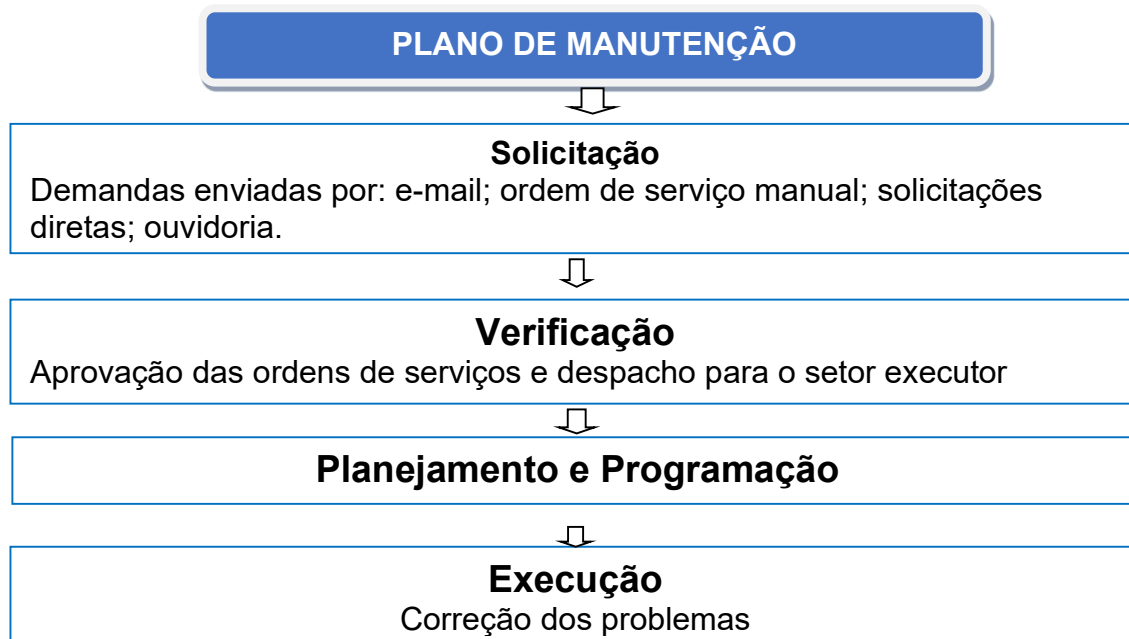 PLANO DE MANUTENÇÃO
Solicitação
Demandas enviadas por: e-mail; ordem de serviço manual; solicitações
diretas; ouvidoria.
Verificação
Aprovação das ordens de serviços e despacho para o setor executor
Planejamento e Programação
Execução
Correção dos problemas